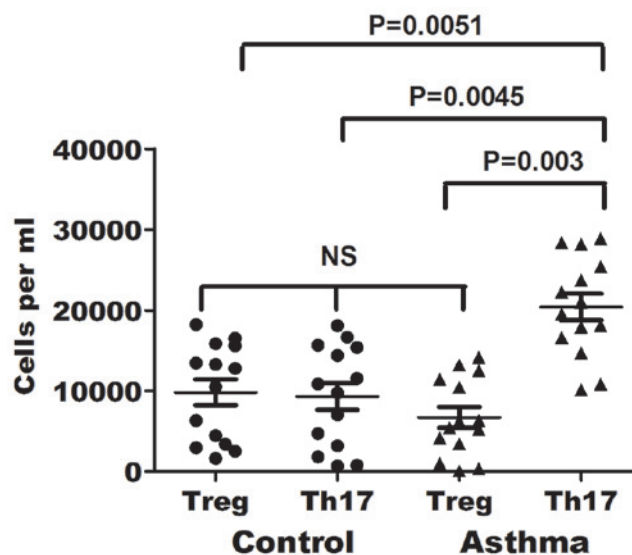 P=0.0051
P=0.0045
P=0.003
NS
Cells per ml
40000
30000
20000
10000
0
Treg Th17 Treg Th17
Control Asthma